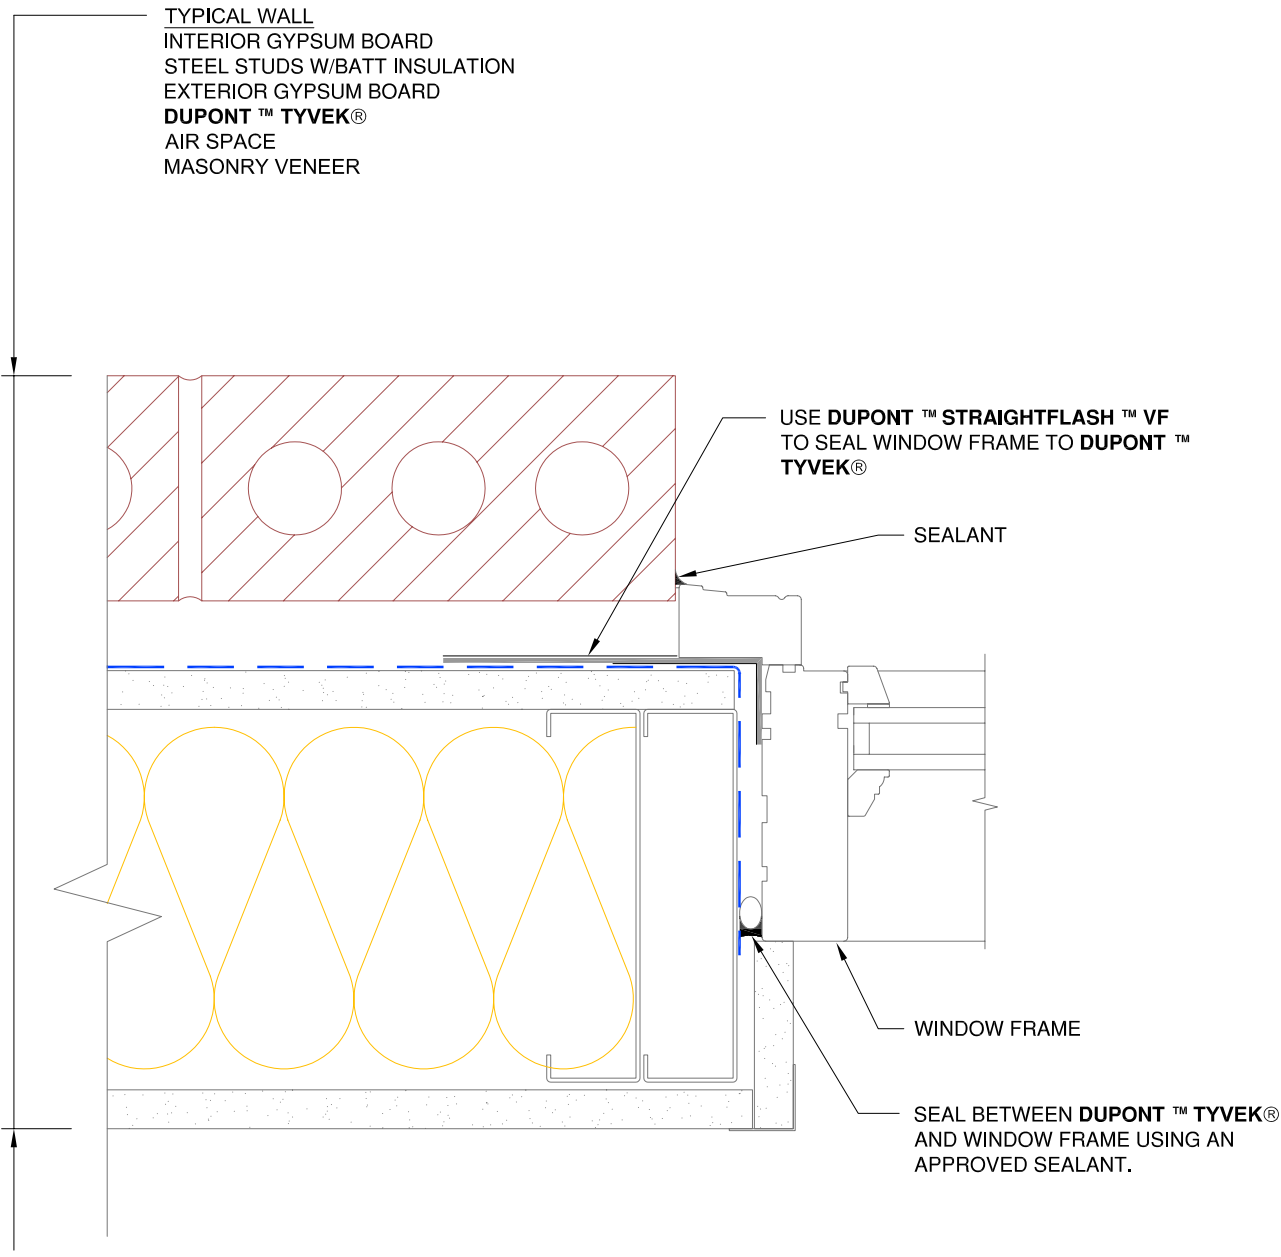 TYPICAL WALL
INTERIOR GYPSUM BOARD
STEEL STUDS W/BATT INSULATION
EXTERIOR GYPSUM BOARD
DUPONT ™ TYVEK®
AIR SPACE
MASONRY VENEER
USE DUPONT ™ STRAIGHTFLASH ™ VF
TO SEAL WINDOW FRAME TO DUPONT ™
TYVEK®
SEALANT
WINDOW FRAME
SEAL BETWEEN DUPONT ™ TYVEK®
AND WINDOW FRAME USING AN
APPROVED SEALANT.